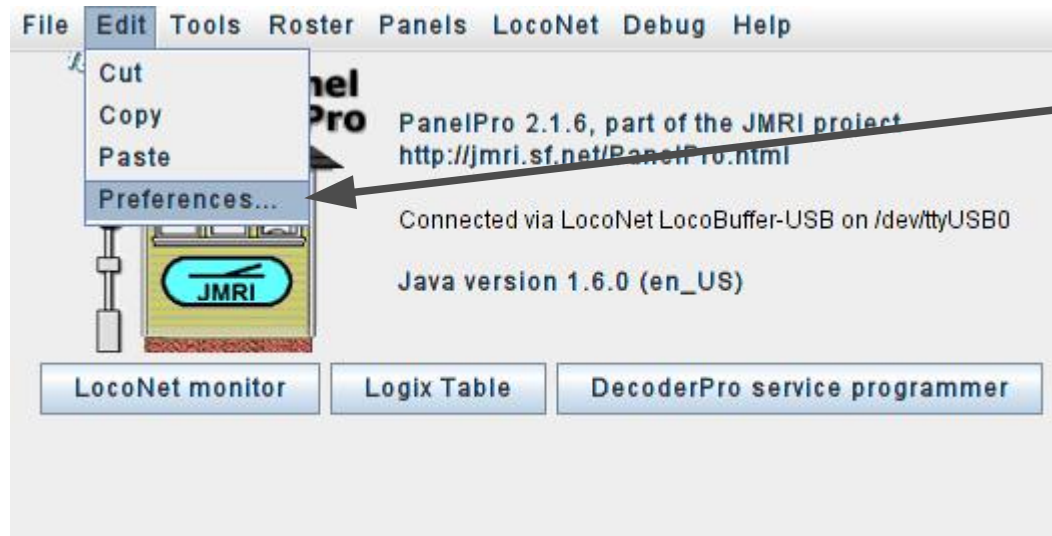 File Edit Tools Roster Panels LocoNet Debug Help
Cut
Copy
Paste
Preferences...
nel
Pro
PanelPro 2.1.6, part of the JMRI project
http://jmri.sf.net/PanelPro.html
Connected via LocoNet LocoBuffer-USB on /dev/ttyUSB0
Java version 1.6.0 (en_US)
JMRI
LocoNet monitor Logix Table DecoderPro service programmer